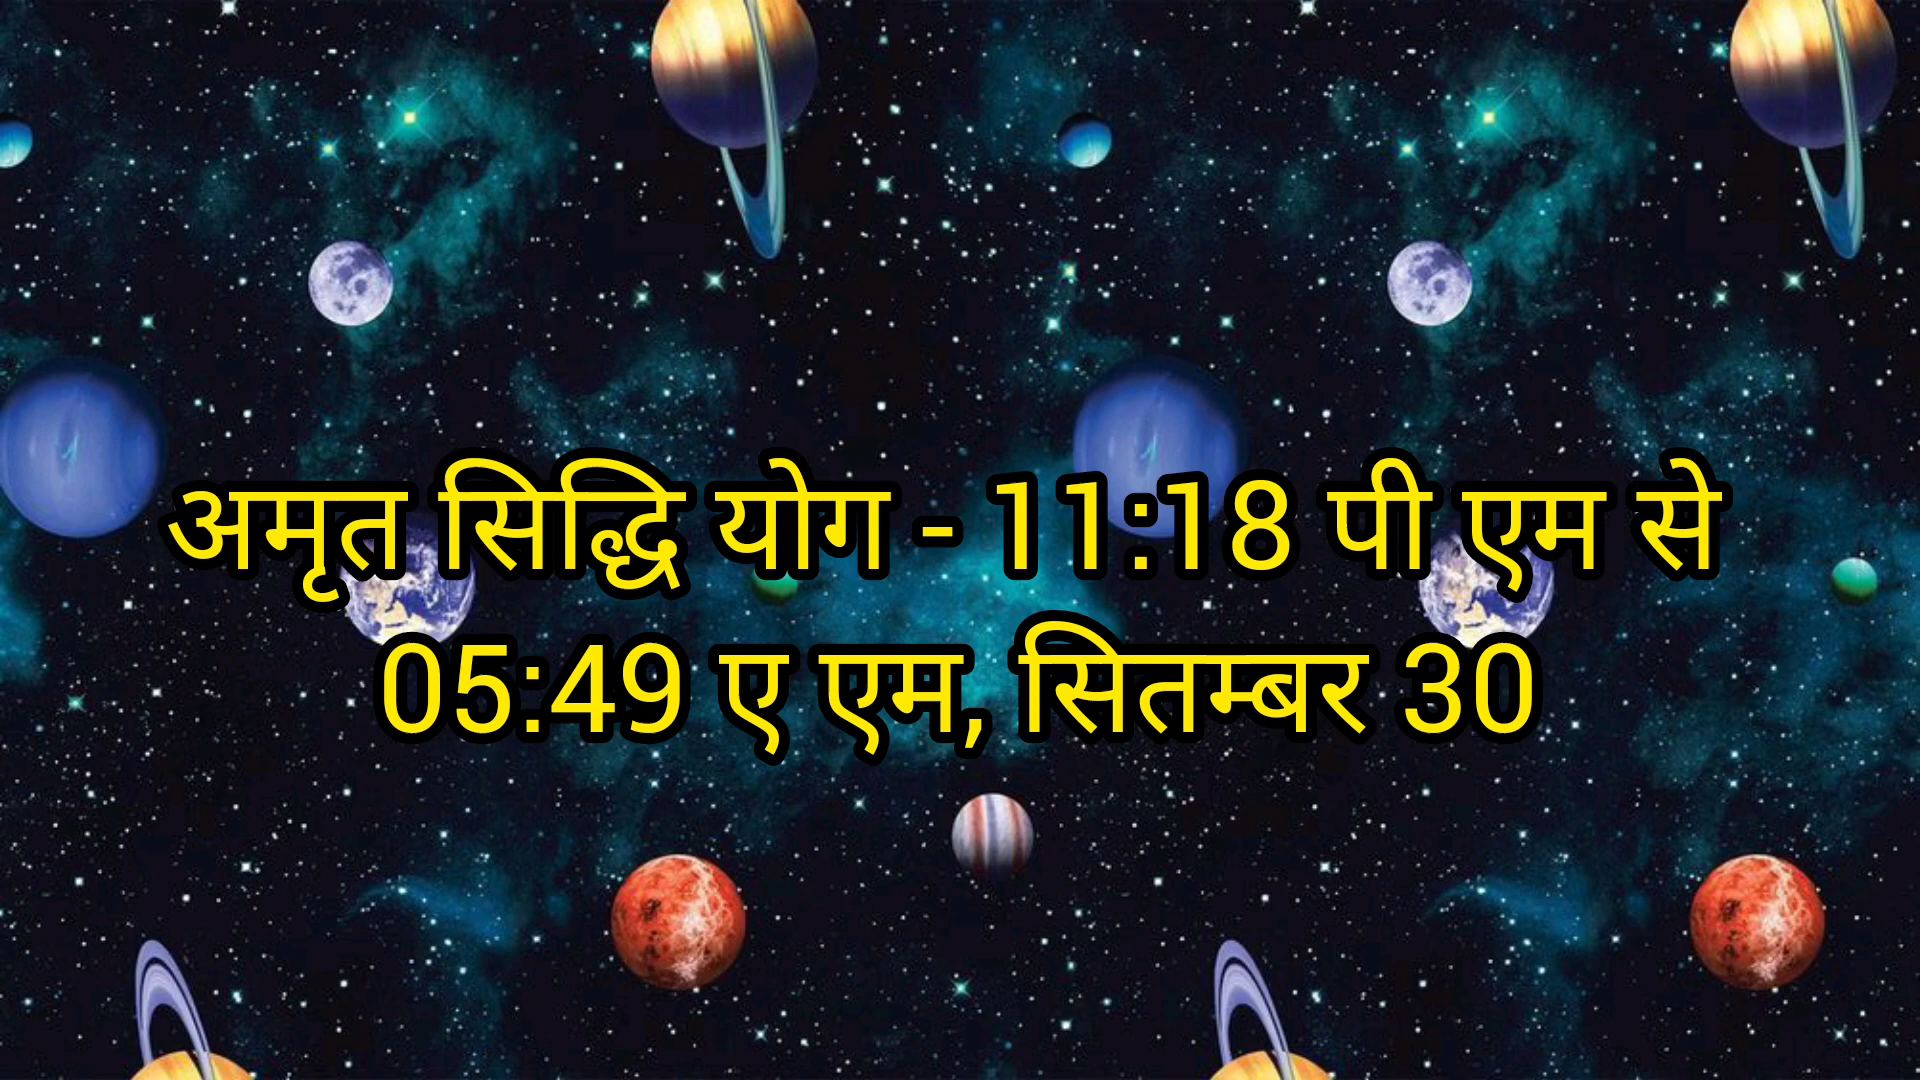 अमृत सिद्धि योग - 11:18 पी एम से
05:49 ए एम, सितम्बर 30